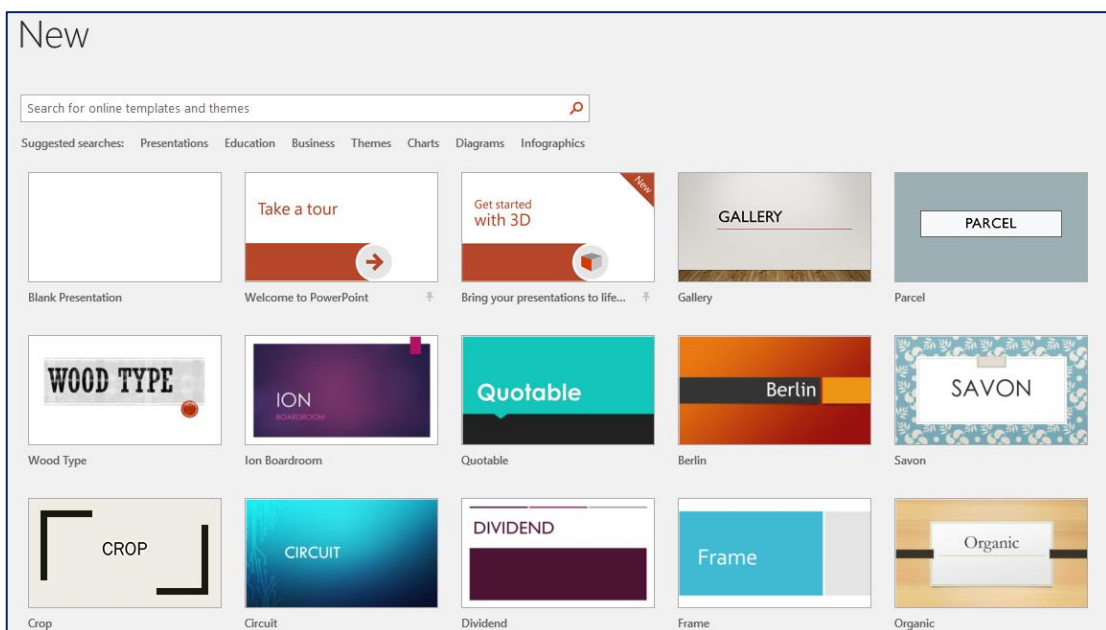 New
Search for online templates and themes
Suggested searches: Presentations Education Business Themes Charts Diagrams Infographics
Take a tour
Get started
with 3D
New
GALLERY
PARCEL
Blank Presentation
Welcome to PowerPoint
Bring your presentations to life...
Gallery
Parcel
WOOD TYPE
ION
BOARDROOM
Quotable
Berlin
SAVON
Wood Type
Ion Boardroom
Quotable
Berlin
Savon
CROP
CIRCUIT
DIVIDEND
Frame
Organic
Crop
Circuit
Dividend
Frame
Organic